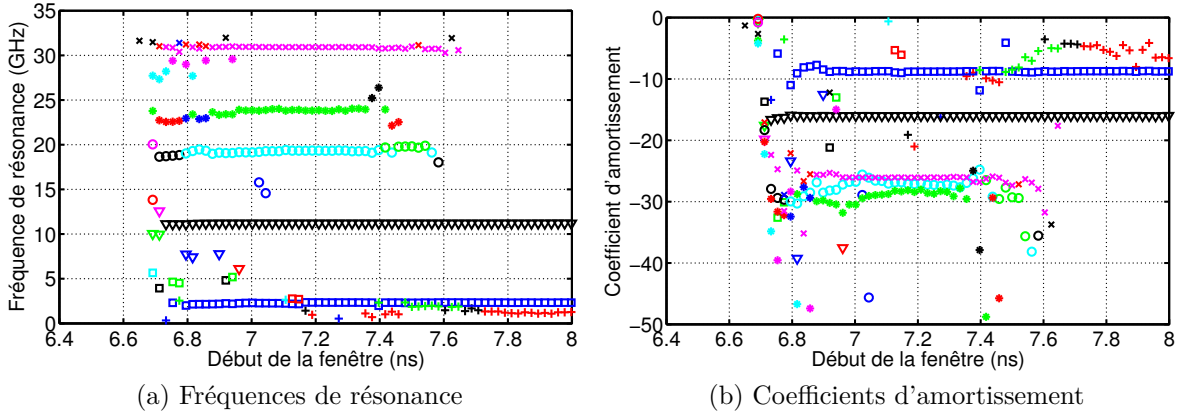 35
30
25
20
15
10
5
0
6.4 6.6 6.8 7 7.2 7.4 7.6 7.8 8
Fréquence de résonance (GHz)
Début de la fenêtre (ns)
(a) Fréquences de résonance
0
−10
−20
−30
−40
−50
6.4 6.6 6.8 7 7.2 7.4 7.6 7.8 8
Coefficient d'amortissement
Début de la fenêtre (ns)
(b) Coefficients d'amortissement